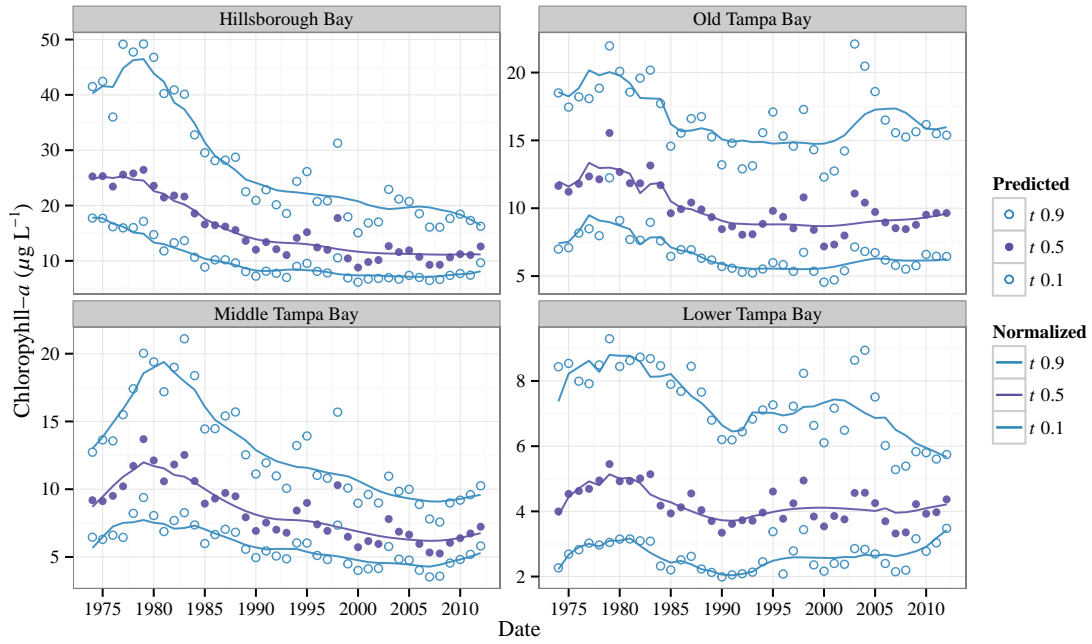 Hillsborough Bay
Old Tampa Bay
50
40
30
20
10
20
15
10
5
Middle Tampa Bay
Lower Tampa Bay
20
15
10
5
8
6
4
2
1975 1980 1985 1990 1995 2000 2005 2010
1975 1980 1985 1990 1995 2000 2005 2010
Date
Chloropyhll−a (μg L⁻¹)
Predicted
t 0.9
t 0.5
t 0.1
Normalized
t 0.9
t 0.5
t 0.1